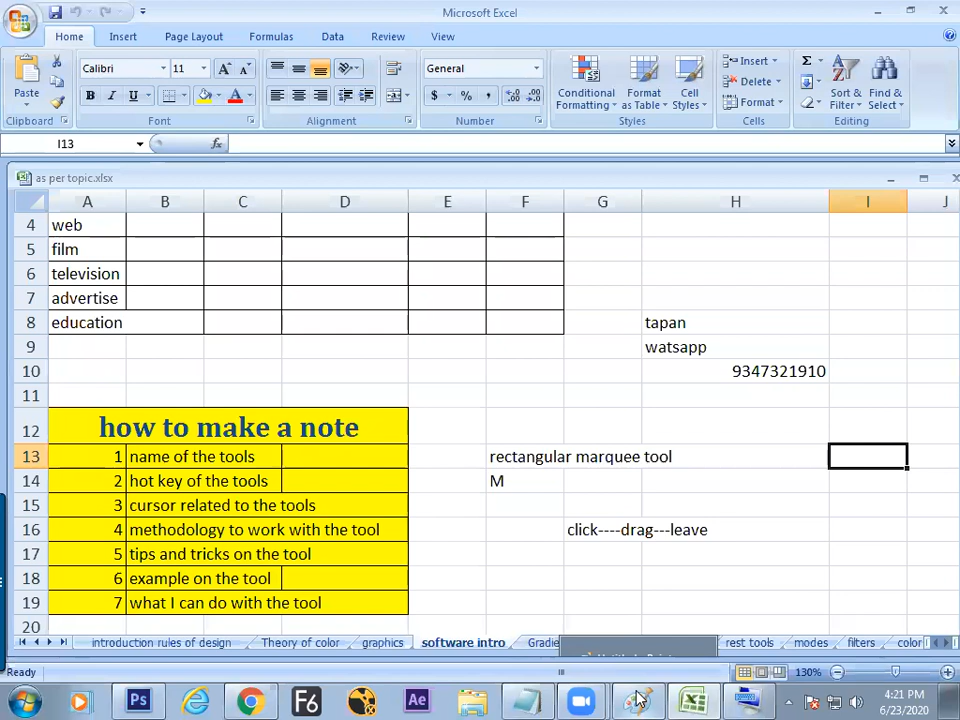 Microsoft Excel
Home Insert Page Layout Formulas Data Review View
Paste
Calibri 11
General
Conditional Formatting
Format as Table
Cell Styles
Insert
Delete
Format
Sort & Filter
Find & Select
Clipboard Font Alignment Number Styles Cells Editing
I13
fx
as per topic.xlsx
A B C D E F G H I J
4 web
5 film
6 television
7 advertise
8 education tapan
9 watsapp
10 9347321910
11
12 how to make a note
13 1 name of the tools rectangular marquee tool
14 2 hot key of the tools M
15 3 cursor related to the tools
16 4 methodology to work with the tool click----drag---leave
17 5 tips and tricks on the tool
18 6 example on the tool
19 7 what I can do with the tool
20
introduction rules of design Theory of color graphics software intro Gradie rest tools modes filters color
Ready 130%
Ps F6 Ae
4:21 PM
6/23/2020